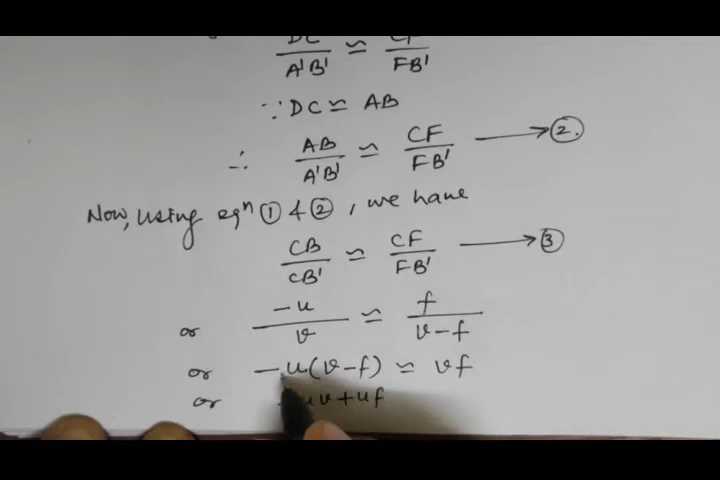 DC/A'B' ≃ CF/FB'
∵ DC ≃ AB
∴ AB/A'B' ≃ CF/FB' ⟶ ②.
Now, using eqⁿ ① & ②, we have
CB/CB' ≃ CF/FB' ⟶ ③
or -u/v ≃ f/v-f
or -u(v-f) ≃ vf
or uv+uf